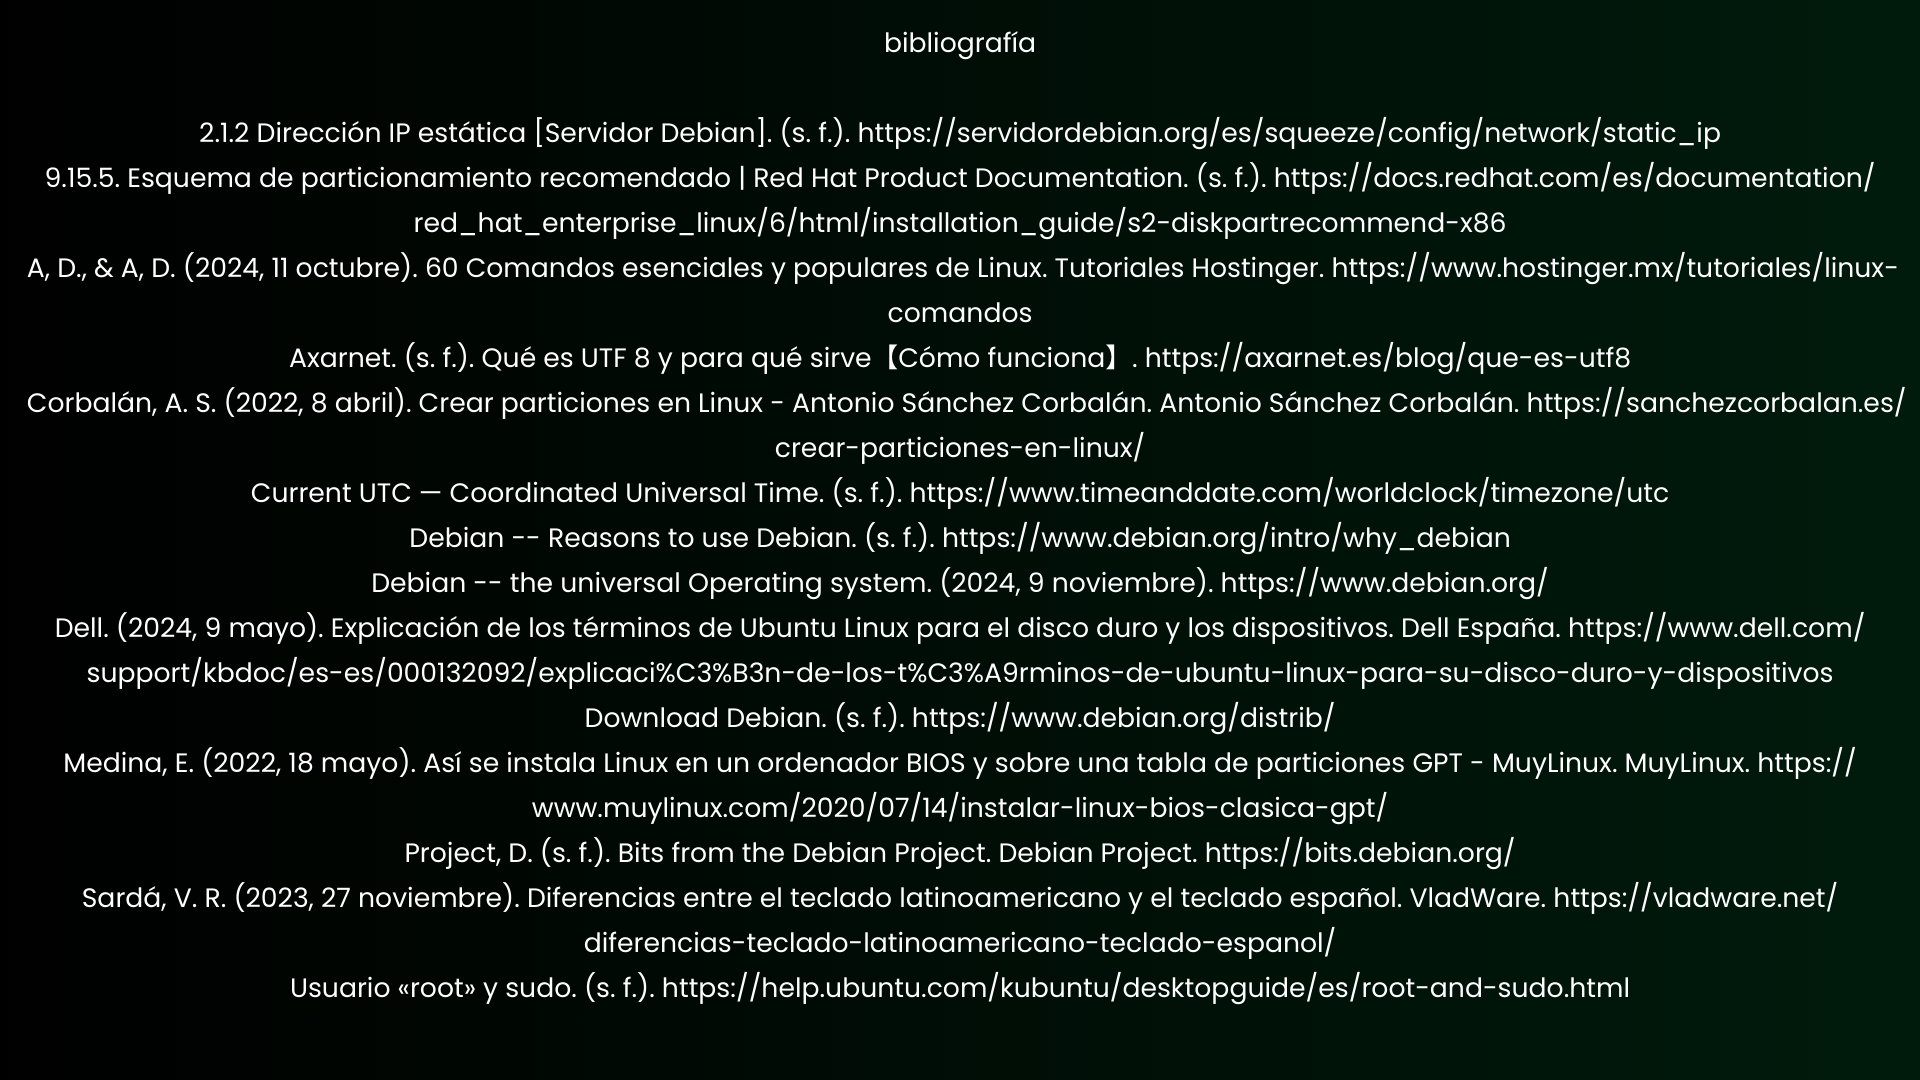 bibliografía
2.1.2 Dirección IP estática [Servidor Debian]. (s. f.). https://servidordebian.org/es/squeeze/config/network/static_ip
9.15.5. Esquema de particionamiento recomendado | Red Hat Product Documentation. (s. f.). https://docs.redhat.com/es/documentation/
red_hat_enterprise_linux/6/html/installation_guide/s2-diskpartrecommend-x86
A, D., & A, D. (2024, 11 octubre). 60 Comandos esenciales y populares de Linux. Tutoriales Hostinger. https://www.hostinger.mx/tutoriales/linux-
comandos
Axarnet. (s. f.). Qué es UTF 8 y para qué sirve【Cómo funciona】. https://axarnet.es/blog/que-es-utf8
Corbalán, A. S. (2022, 8 abril). Crear particiones en Linux - Antonio Sánchez Corbalán. Antonio Sánchez Corbalán. https://sanchezcorbalan.es/
crear-particiones-en-linux/
Current UTC — Coordinated Universal Time. (s. f.). https://www.timeanddate.com/worldclock/timezone/utc
Debian -- Reasons to use Debian. (s. f.). https://www.debian.org/intro/why_debian
Debian -- the universal Operating system. (2024, 9 noviembre). https://www.debian.org/
Dell. (2024, 9 mayo). Explicación de los términos de Ubuntu Linux para el disco duro y los dispositivos. Dell España. https://www.dell.com/
support/kbdoc/es-es/000132092/explicaci%C3%B3n-de-los-t%C3%A9rminos-de-ubuntu-linux-para-su-disco-duro-y-dispositivos
Download Debian. (s. f.). https://www.debian.org/distrib/
Medina, E. (2022, 18 mayo). Así se instala Linux en un ordenador BIOS y sobre una tabla de particiones GPT - MuyLinux. MuyLinux. https://
www.muylinux.com/2020/07/14/instalar-linux-bios-clasica-gpt/
Project, D. (s. f.). Bits from the Debian Project. Debian Project. https://bits.debian.org/
Sardá, V. R. (2023, 27 noviembre). Diferencias entre el teclado latinoamericano y el teclado español. VladWare. https://vladware.net/
diferencias-teclado-latinoamericano-teclado-espanol/
Usuario «root» y sudo. (s. f.). https://help.ubuntu.com/kubuntu/desktopguide/es/root-and-sudo.html